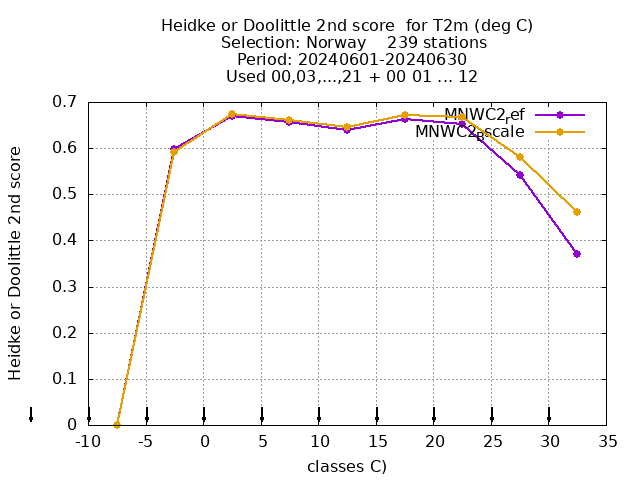 Heidke or Doolittle 2nd score  for T2m (deg C)
Selection: Norway    239 stations
Period: 20240601-20240630
Used 00,03,...,21 + 00 01 ... 12
MNWC2ref
MNWC2Bscale
0.7
0.6
0.5
0.4
0.3
0.2
0.1
0
-10 -5 0 5 10 15 20 25 30 35
Heidke or Doolittle 2nd score
classes C)